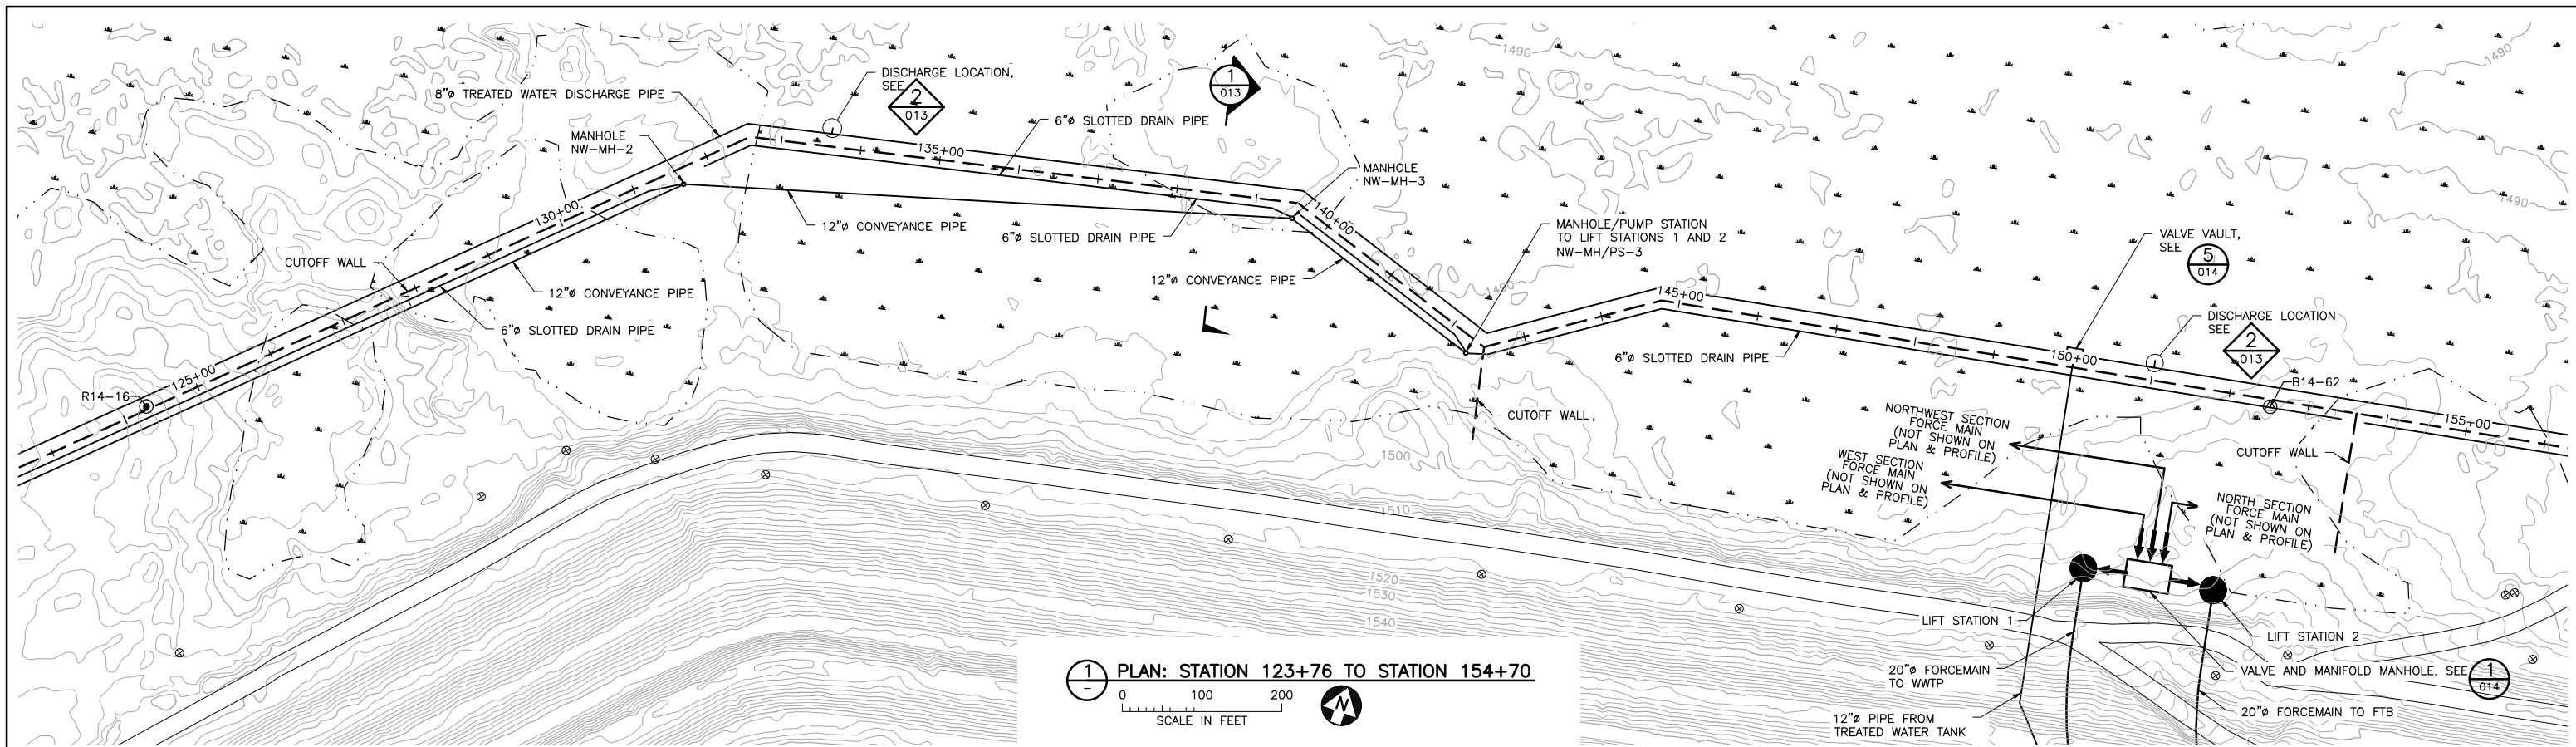 1490
1490
DISCHARGE LOCATION,
SEE
2
013
1
013
8"ø TREATED WATER DISCHARGE PIPE
MANHOLE
NW-MH-2
6"ø SLOTTED DRAIN PIPE
135+00
MANHOLE
NW-MH-3
130+00
140+00
1490
12"ø CONVEYANCE PIPE
6"ø SLOTTED DRAIN PIPE
MANHOLE/PUMP STATION
TO LIFT STATIONS 1 AND 2
NW-MH/PS-3
VALVE VAULT,
SEE
5
014
CUTOFF WALL
12"ø CONVEYANCE PIPE
12"ø CONVEYANCE PIPE
1490
145+00
6"ø SLOTTED DRAIN PIPE
DISCHARGE LOCATION
SEE
2
013
6"ø SLOTTED DRAIN PIPE
150+00
125+00
R14-16
B14-62
CUTOFF WALL
155+00
NORTHWEST SECTION
FORCE MAIN
(NOT SHOWN ON
PLAN & PROFILE)
CUTOFF WALL
1500
WEST SECTION
FORCE MAIN
(NOT SHOWN ON
PLAN & PROFILE)
NORTH SECTION
FORCE MAIN
(NOT SHOWN ON
PLAN & PROFILE)
1510
1520
1530
1540
LIFT STATION 1
LIFT STATION 2
20"ø FORCEMAIN
TO WWTP
VALVE AND MANIFOLD MANHOLE, SEE
1
014
20"ø FORCEMAIN TO FTB
12"ø PIPE FROM
TREATED WATER TANK
1
-
PLAN: STATION 123+76 TO STATION 154+70
0 100 200
SCALE IN FEET
N